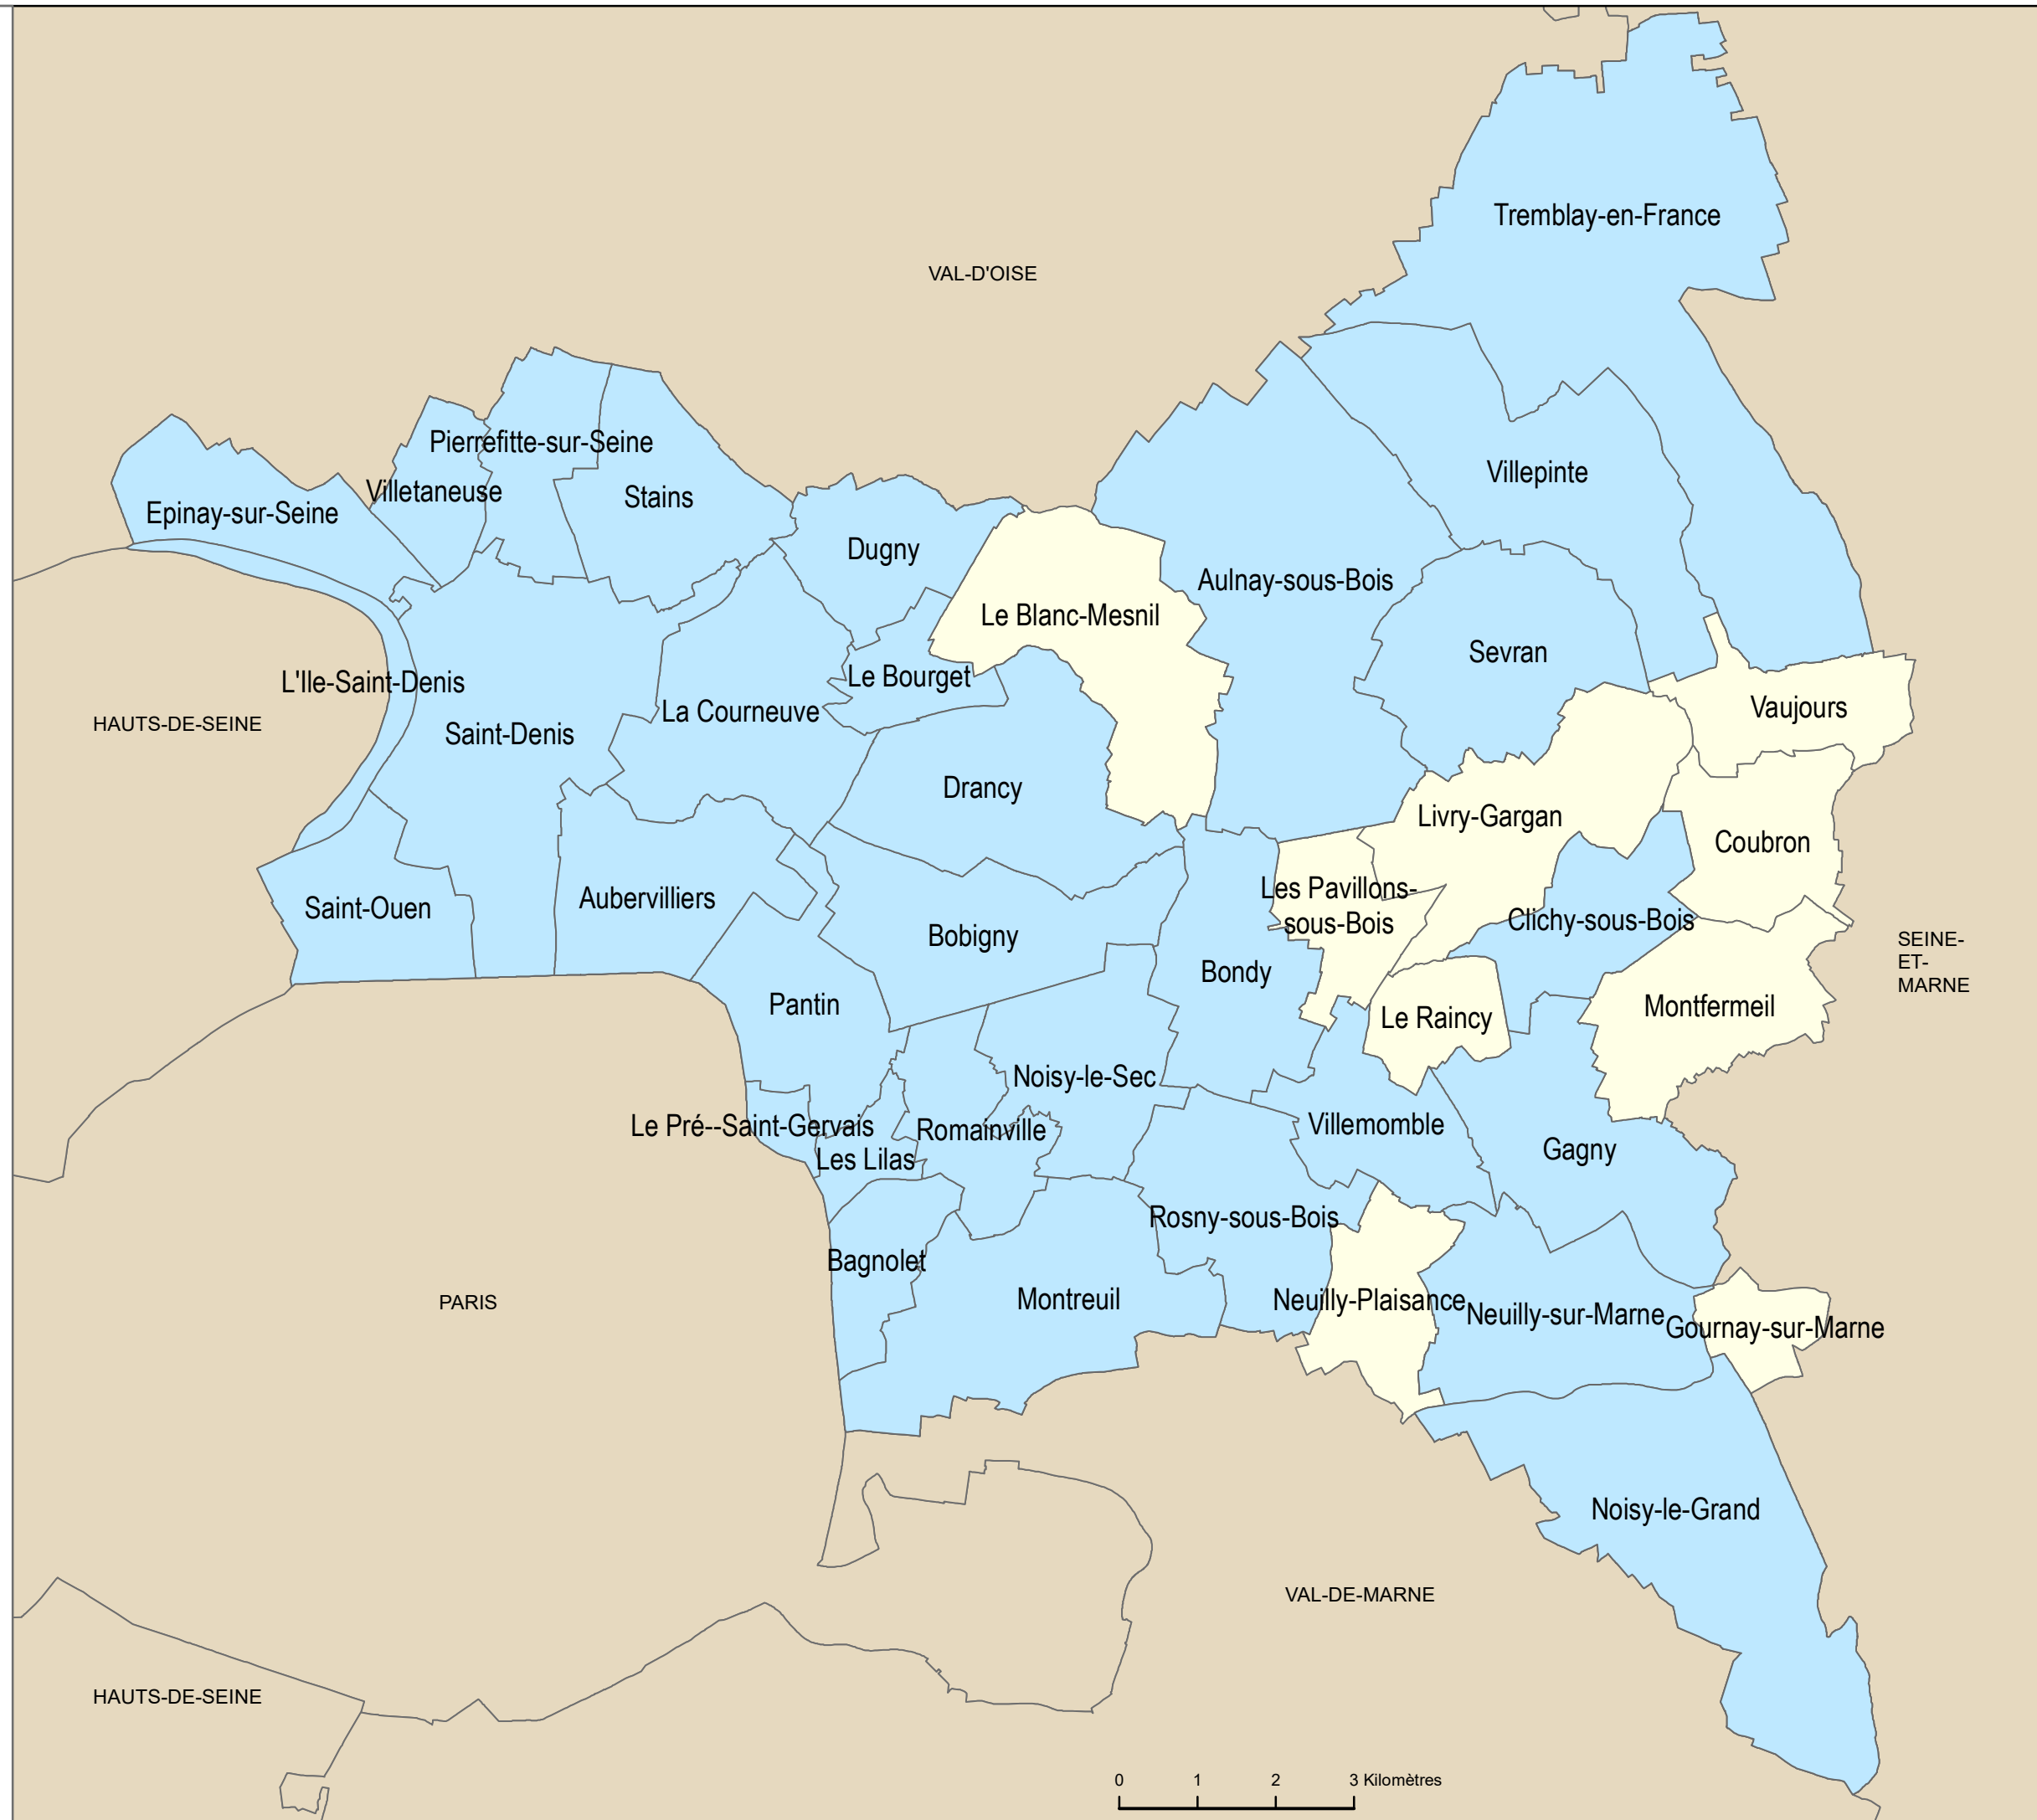 Tremblay-en-France
VAL-D'OISE
Pierrefitte-sur-Seine
Villepinte
Villetaneuse
Stains
Epinay-sur-Seine
Dugny
Aulnay-sous-Bois
Le Blanc-Mesnil
Sevran
Le Bourget
L'Ile-Saint-Denis
La Courneuve
Vaujours
HAUTS-DE-SEINE
Saint-Denis
Drancy
Livry-Gargan
Coubron
Les Pavillons-
sous-Bois
Aubervilliers
Saint-Ouen
Clichy-sous-Bois
Bobigny
SEINE-
ET-
MARNE
Bondy
Pantin
Montfermeil
Le Raincy
Noisy-le-Sec
Le Pré--Saint-Gervais
Romainville
Villemomble
Gagny
Les Lilas
Rosny-sous-Bois
Bagnolet
Montreuil
PARIS
Neuilly-Plaisance
Neuilly-sur-Marne
Gournay-sur-Marne
Noisy-le-Grand
VAL-DE-MARNE
HAUTS-DE-SEINE
0 1 2 3 Kilomètres